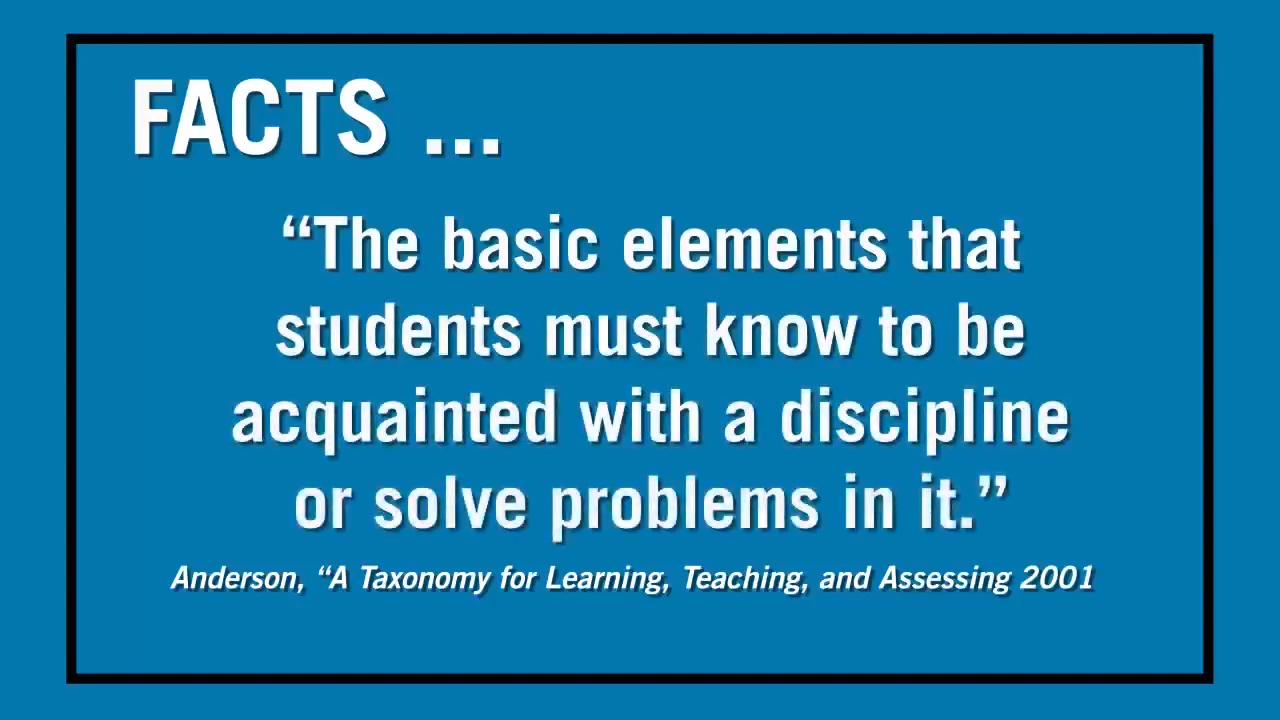 FACTS ...
“The basic elements that
students must know to be
acquainted with a discipline
or solve problems in it.”
Anderson, “A Taxonomy for Learning, Teaching, and Assessing 2001